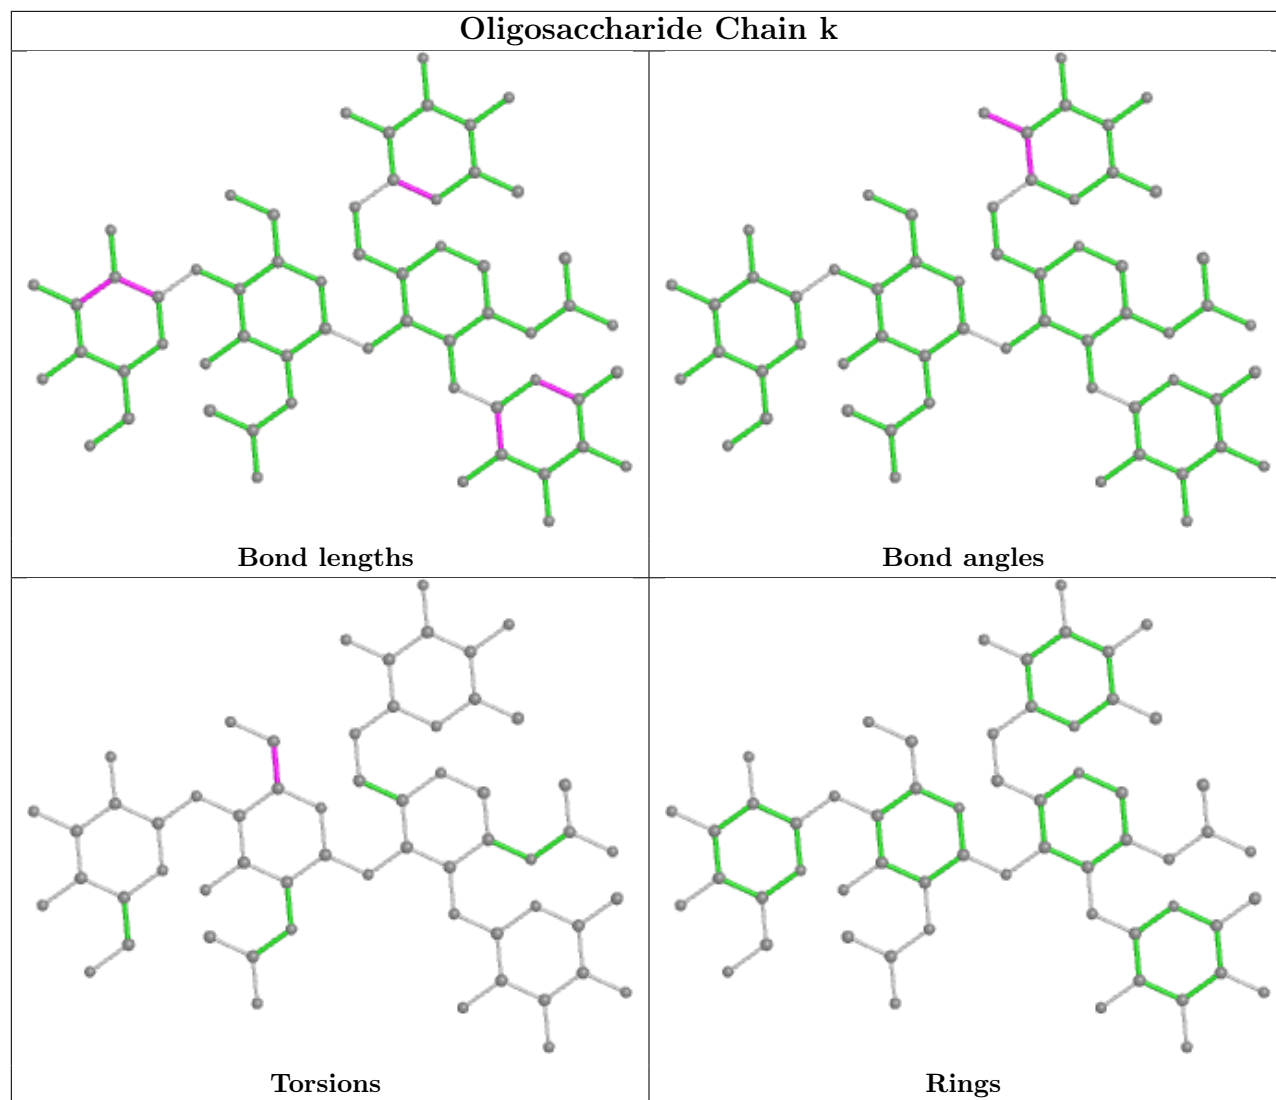 Oligosaccharide Chain k
Bond lengths
Bond angles
Torsions
Rings